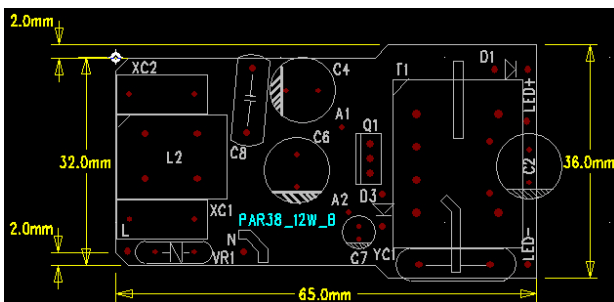 2.0mm
XC2
C4
T1
D1
LED+
A1
Q1
32.0mm
L2
C8
C6
C2
36.0mm
D3
XC1
A2
L
PAR38_12W_B
N
2.0mm
VR1
C7
YC1
LED-
65.0mm